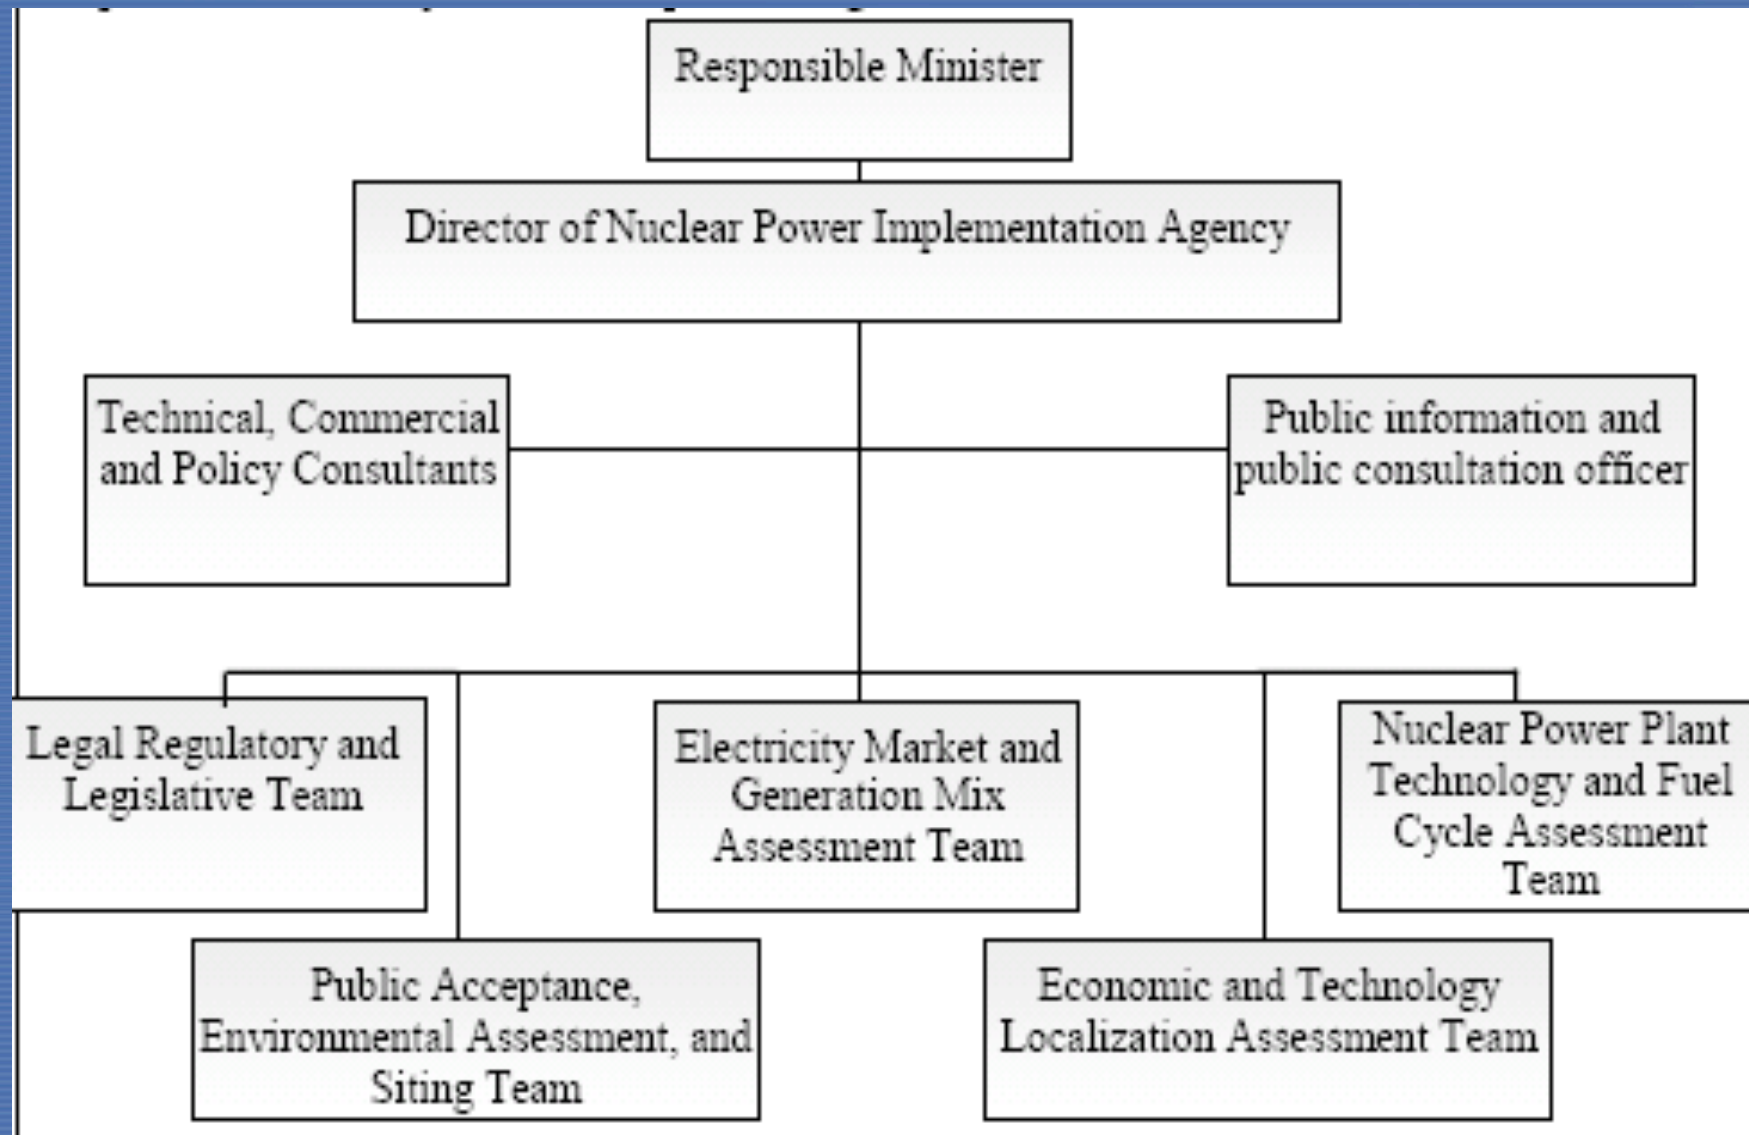 Responsible Minister
Director of Nuclear Power Implementation Agency
Technical, Commercial
and Policy Consultants
Public information and
public consultation officer
Legal Regulatory and
Legislative Team
Electricity Market and
Generation Mix
Assessment Team
Nuclear Power Plant
Technology and Fuel
Cycle Assessment
Team
Public Acceptance,
Environmental Assessment, and
Siting Team
Economic and Technology
Localization Assessment Team